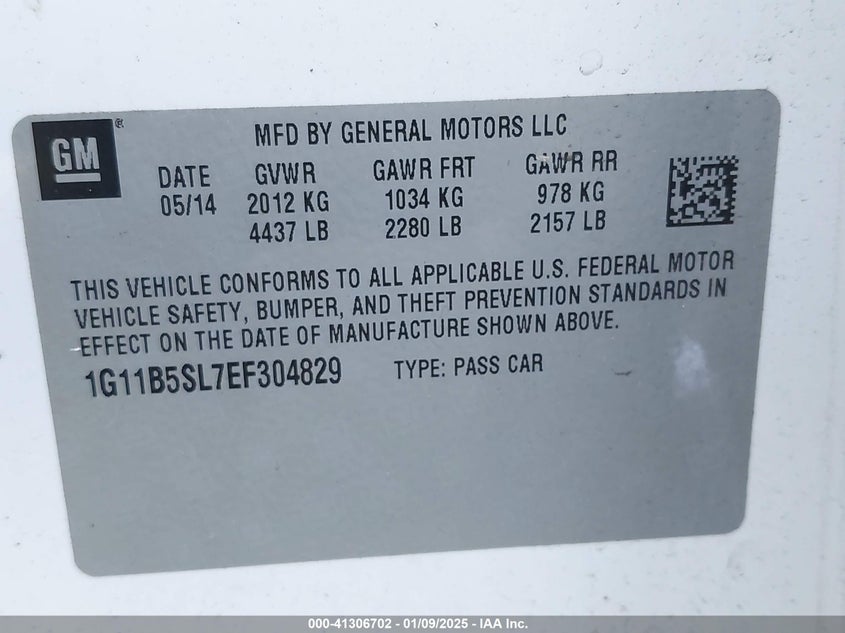 GM®
MFD BY GENERAL MOTORS LLC
DATE GVWR GAWR FRT GAWR RR
05/14 2012 KG 1034 KG 978 KG
4437 LB 2280 LB 2157 LB
THIS VEHICLE CONFORMS TO ALL APPLICABLE U.S. FEDERAL MOTOR
VEHICLE SAFETY, BUMPER, AND THEFT PREVENTION STANDARDS IN
EFFECT ON THE DATE OF MANUFACTURE SHOWN ABOVE.
1G11B5SL7EF304829 TYPE: PASS CAR
000-41306702 - 01/09/2025 - IAA Inc.